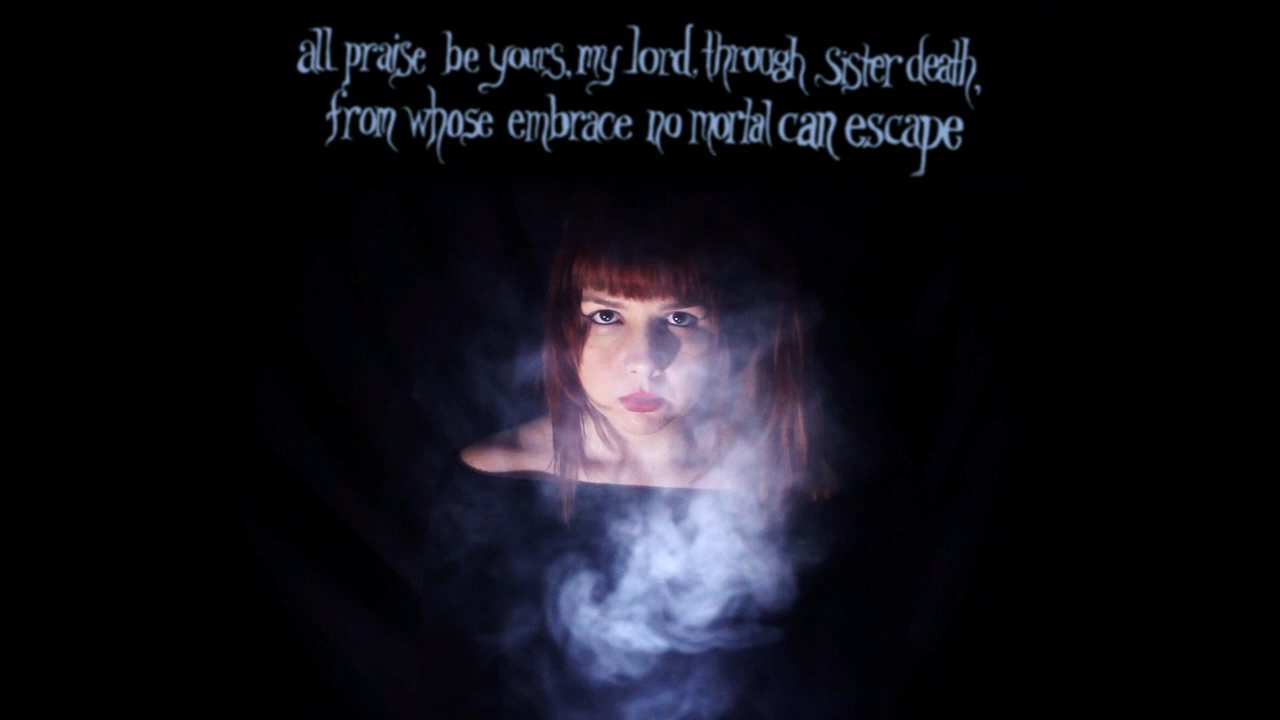 all praise be yours, my lord, through sister death,
from whose embrace no mortal can escape